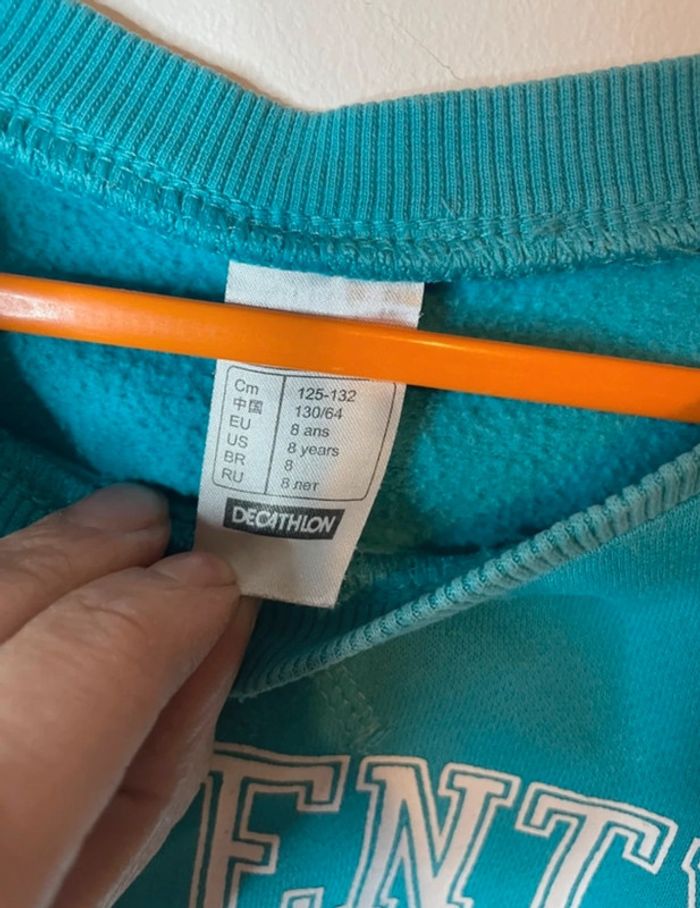 Cm 125-132
中国 130/64
EU 8 ans
US 8 years
BR 8
RU 8 лет
DECATHLON
ENT